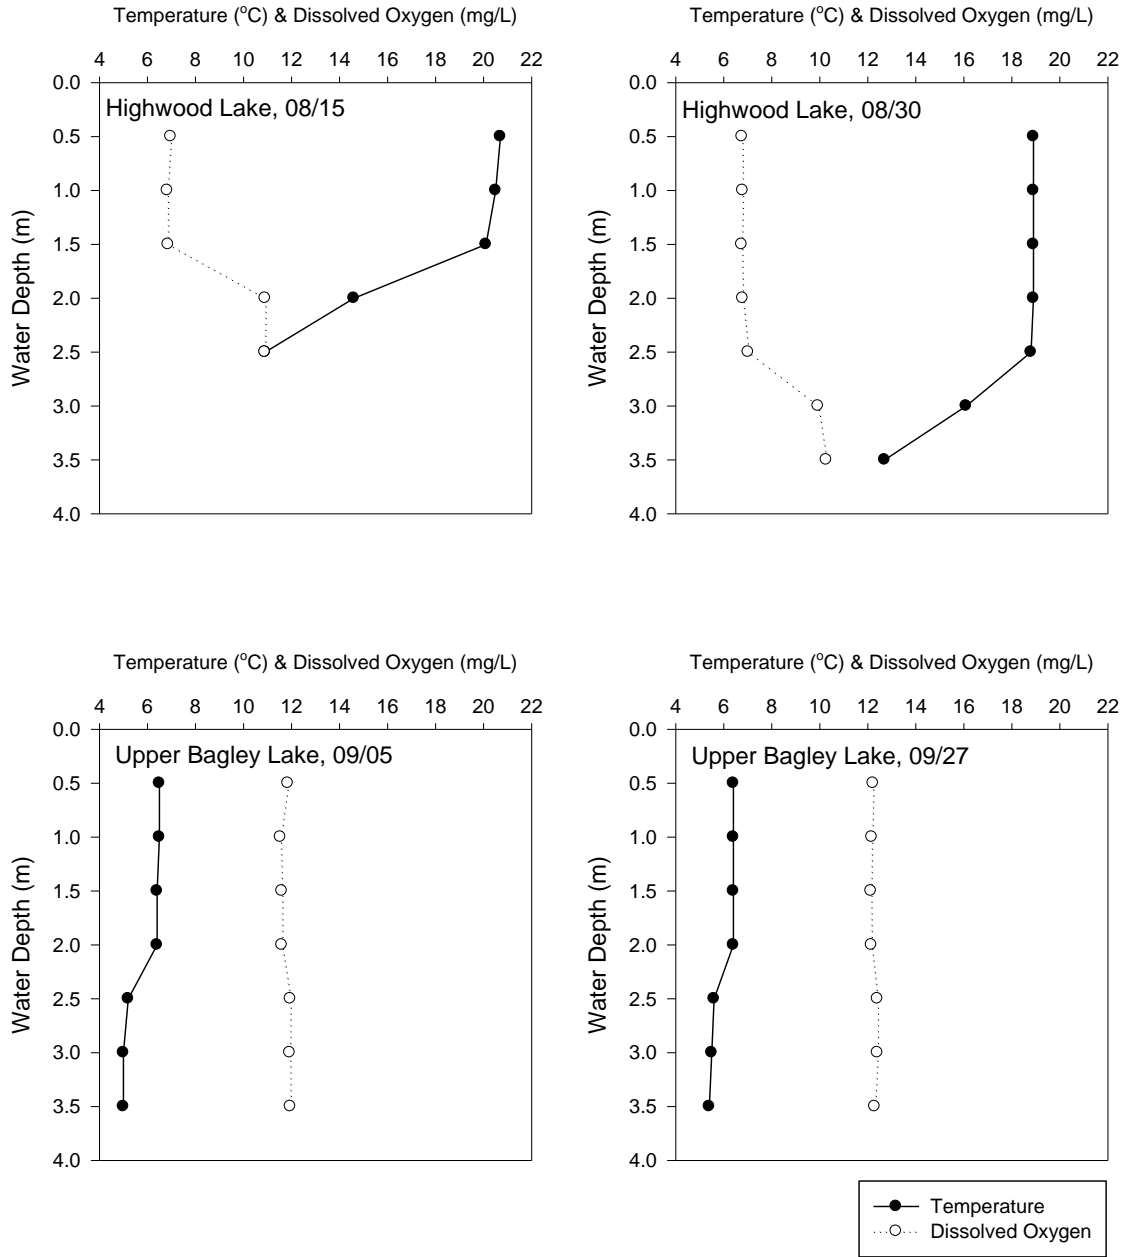 Temperature (°C) & Dissolved Oxygen (mg/L)
4 6 8 10 12 14 16 18 20 22
Highwood Lake, 08/15
Water Depth (m)
0.0
0.5
1.0
1.5
2.0
2.5
3.0
3.5
4.0
Temperature (°C) & Dissolved Oxygen (mg/L)
4 6 8 10 12 14 16 18 20 22
Highwood Lake, 08/30
Water Depth (m)
0.0
0.5
1.0
1.5
2.0
2.5
3.0
3.5
4.0
Temperature (°C) & Dissolved Oxygen (mg/L)
4 6 8 10 12 14 16 18 20 22
Upper Bagley Lake, 09/05
Water Depth (m)
0.0
0.5
1.0
1.5
2.0
2.5
3.0
3.5
4.0
Temperature (°C) & Dissolved Oxygen (mg/L)
4 6 8 10 12 14 16 18 20 22
Upper Bagley Lake, 09/27
Water Depth (m)
0.0
0.5
1.0
1.5
2.0
2.5
3.0
3.5
4.0
Temperature
Dissolved Oxygen